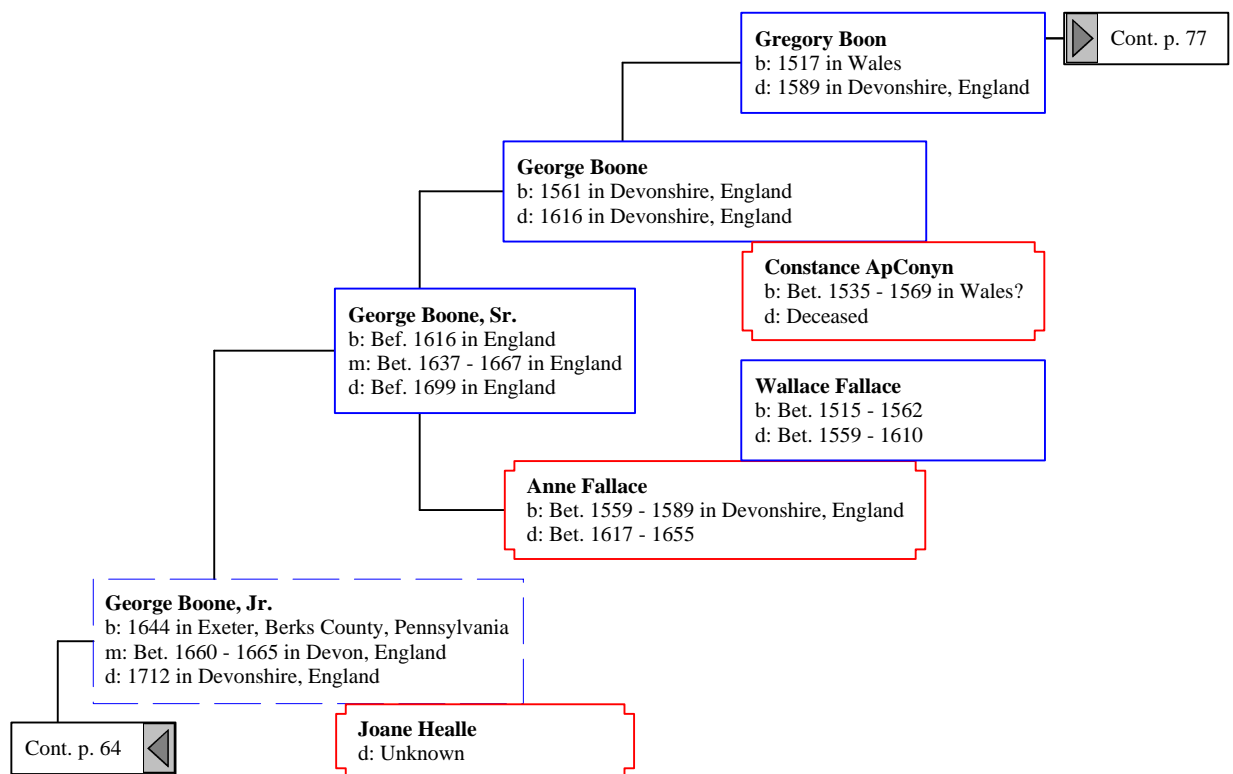 Gregory Boon
b: 1517 in Wales
d: 1589 in Devonshire, England
Cont. p. 77
George Boone
b: 1561 in Devonshire, England
d: 1616 in Devonshire, England
Constance ApConyn
b: Bet. 1535 - 1569 in Wales?
d: Deceased
George Boone, Sr.
b: Bef. 1616 in England
m: Bet. 1637 - 1667 in England
d: Bef. 1699 in England
Wallace Fallace
b: Bet. 1515 - 1562
d: Bet. 1559 - 1610
Anne Fallace
b: Bet. 1559 - 1589 in Devonshire, England
d: Bet. 1617 - 1655
George Boone, Jr.
b: 1644 in Exeter, Berks County, Pennsylvania
m: Bet. 1660 - 1665 in Devon, England
d: 1712 in Devonshire, England
Cont. p. 64
Joane Healle
d: Unknown